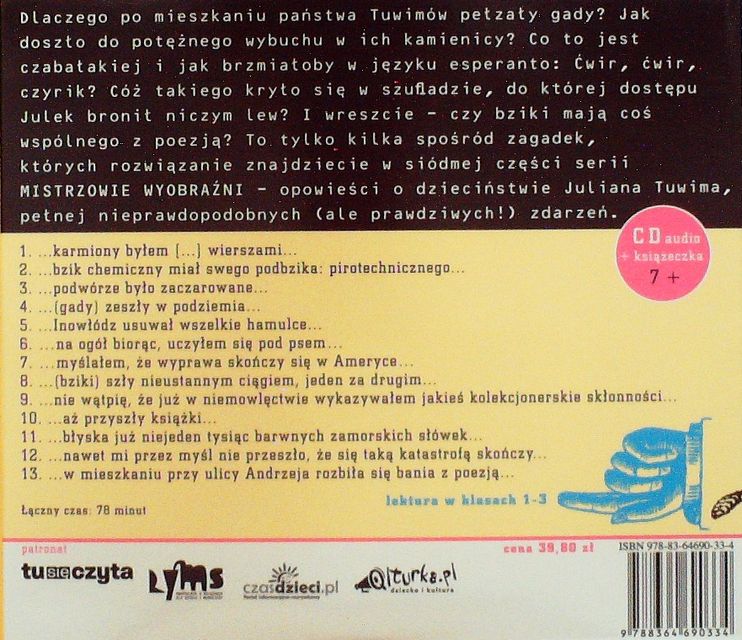 Dlaczego po mieszkaniu państwa Tuwimów pełzały gady? Jak
doszło do potężnego wybuchu w ich kamienicy? Co to jest
czabałakiej i jak brzmiałoby w języku esperanto: Ćwir, ćwir,
czyrik? Cóż takiego kryło się w szufladzie, do której dostępu
Julek bronił niczym lew? I wreszcie – czy bziki mają coś
wspólnego z poezją? To tylko kilka spośród zagadek,
których rozwiązanie znajdziecie w siódmej części serii
MISTRZOWIE WYOBRAŹNI – opowieści o dzieciństwie Juliana Tuwima,
pełnej nieprawdopodobnych (ale prawdziwych!) zdarzeń.
CD audio
+ książeczka
7 +
1. ...karmiony byłem (...) wierszami...
2. ...bzik chemiczny miał swego podbzika: pirotechnicznego...
3. ...podwórze było zaczarowane...
4. ...(gady) zeszły w podziemia...
5. ...Inowłódz usuwał wszelkie hamulce...
6. ...na ogół biorąc, uczyłem się pod psem...
7. ...myślałem, że wyprawa skończy się w Ameryce...
8. ...(bziki) szły nieustannym ciągiem, jeden za drugim...
9. ...nie wątpię, że już w niemowlęctwie wykazywałem jakieś kolekcjonerskie skłonności...
10. ...aż przyszły książki...
11. ...błyska już niejeden tysiąc barwnych zamorskich słówek...
12. ...nawet mi przez myśl nie przeszło, że się taką katastrofą skończy...
13. ...w mieszkaniu przy ulicy Andrzeja rozbiła się bania z poezją...
lektura w klasach 1-3
Łączny czas: 78 minut
patronat
cena 39,80 zł
ISBN 978-83-64690-33-4
tu się czyta
RYMS
czasdzieci.pl
Qlturka.pl
dziecko i kultura
9 788364 690334